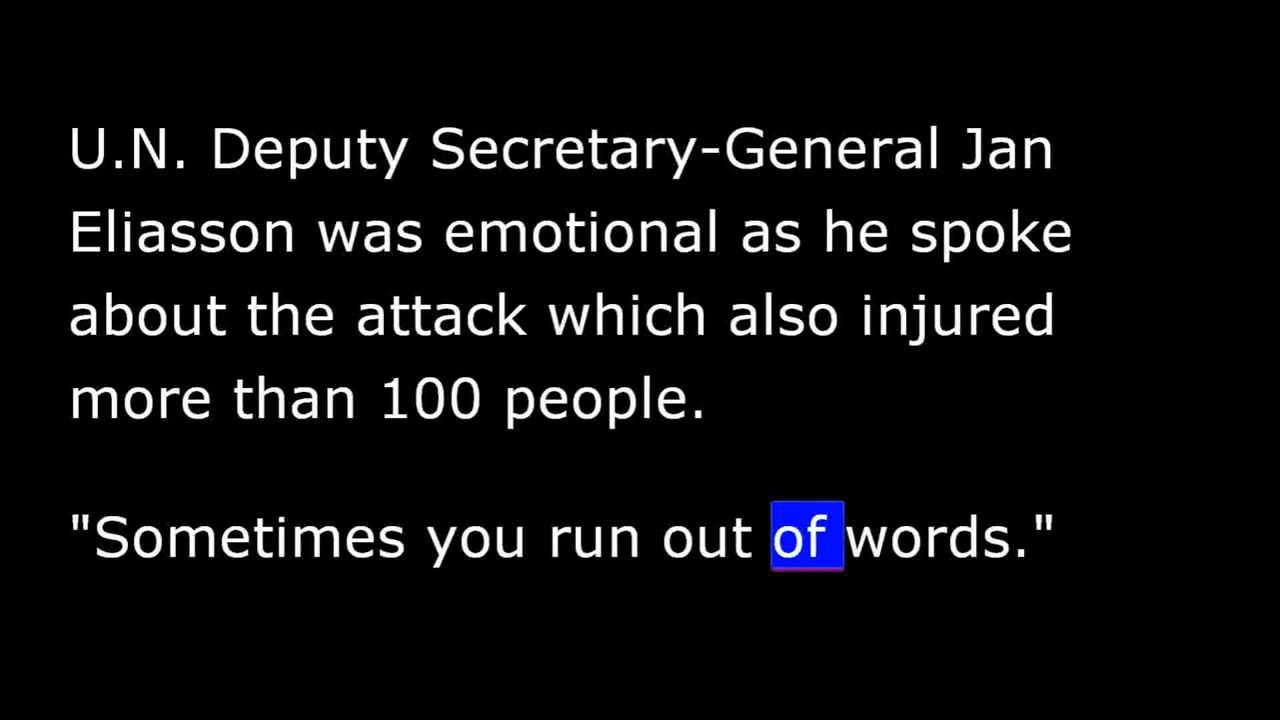 U.N. Deputy Secretary-General Jan
Eliasson was emotional as he spoke
about the attack which also injured
more than 100 people.
"Sometimes you run out of words."